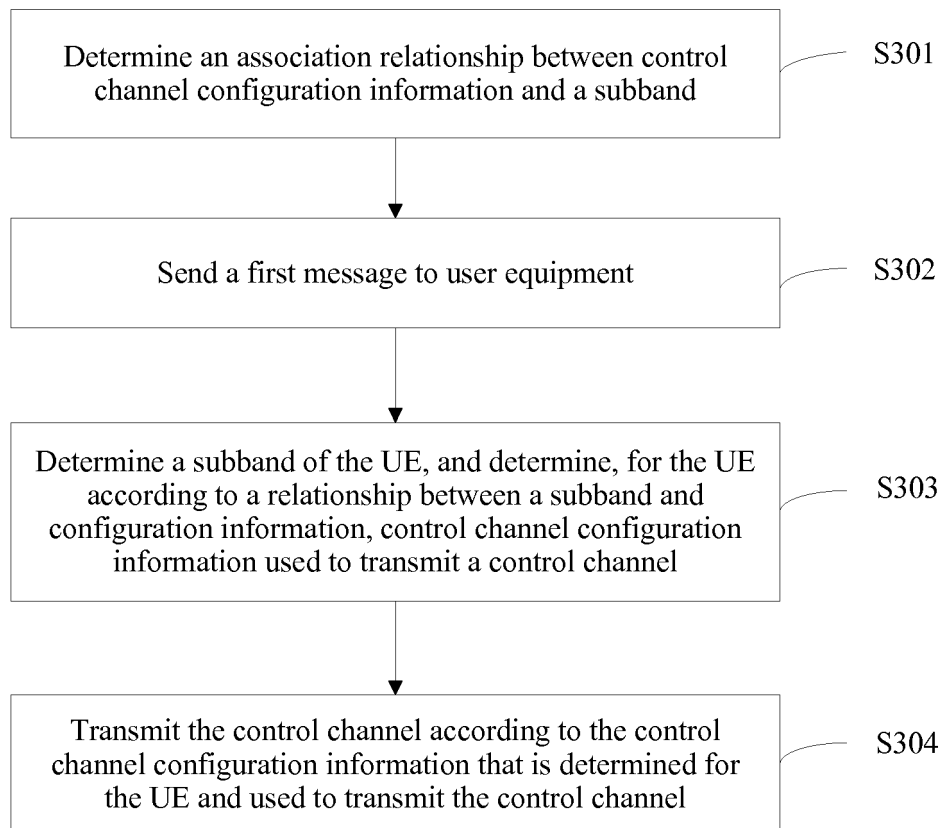 Determine an association relationship between control
channel configuration information and a subband
S301
Send a first message to user equipment
S302
Determine a subband of the UE, and determine, for the UE
according to a relationship between a subband and
configuration information, control channel configuration
information used to transmit a control channel
S303
Transmit the control channel according to the control
channel configuration information that is determined for
the UE and used to transmit the control channel
S304